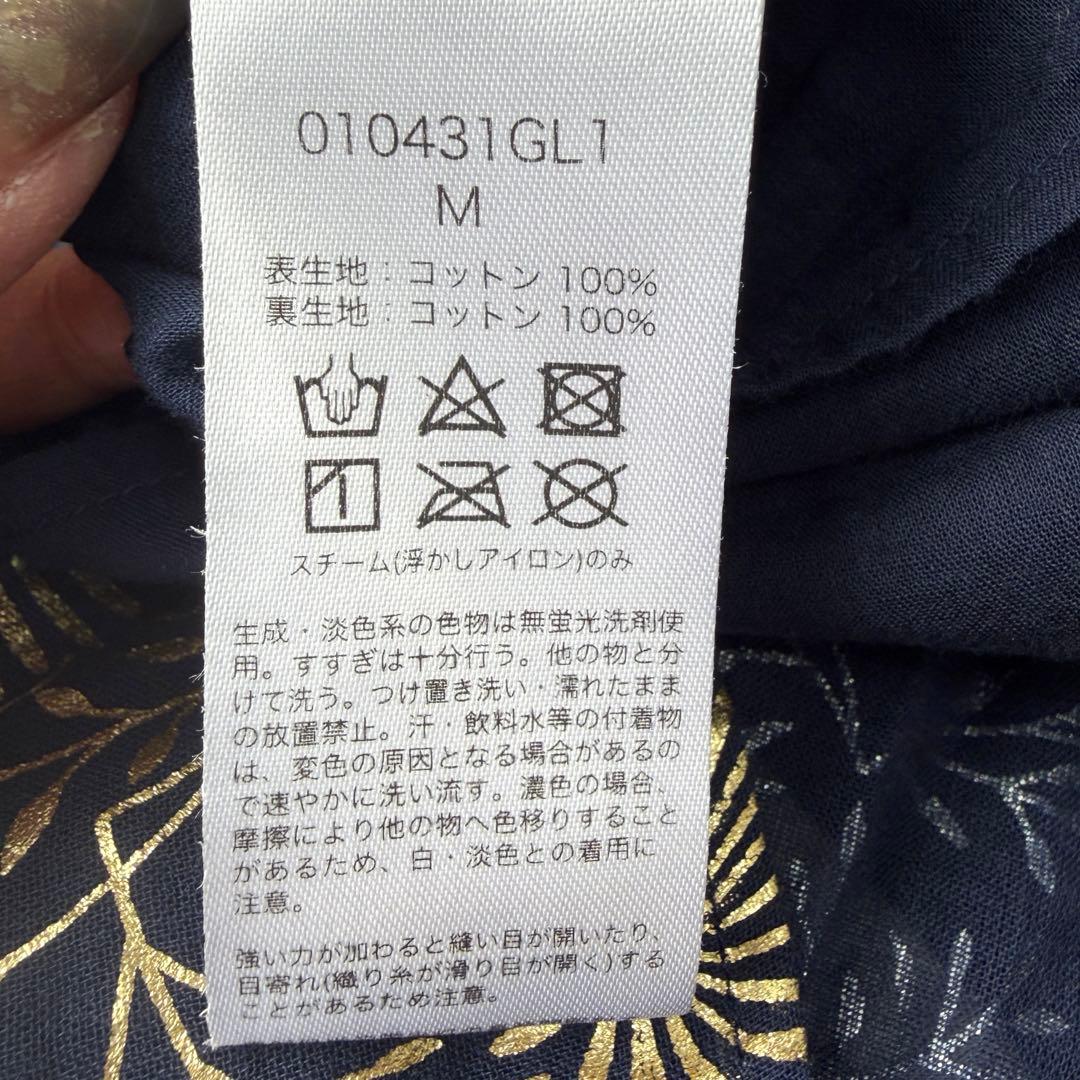 010431GL1
M
表生地：コットン 100%
裏生地：コットン 100%
スチーム(浮かしアイロン)のみ
生成・淡色系の色物は無蛍光洗剤使
用。すすぎは十分行う。他の物と分
けて洗う。つけ置き洗い・濡れたまま
の放置禁止。汗・飲料水等の付着物
は、変色の原因となる場合があるの
で速やかに洗い流す。濃色の場合、
摩擦により他の物へ色移りすること
があるため、白・淡色との着用に
注意。
強い力が加わると縫い目が開いたり、
目寄れ(織り糸が滑り目が開く)する
ことがあるため注意。